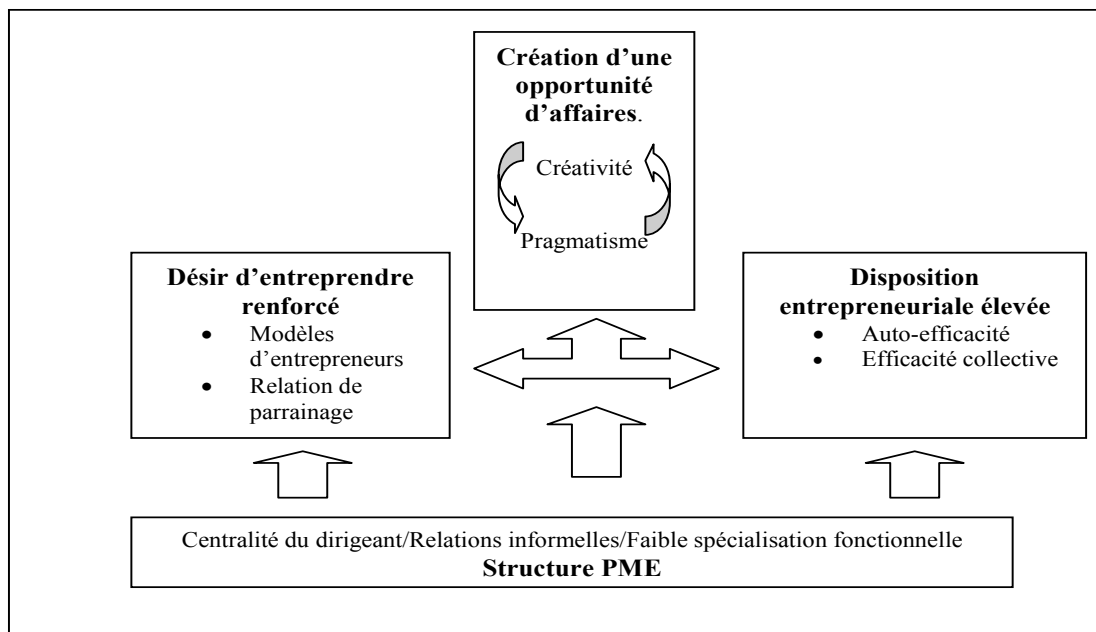 Création d’une
opportunité
d’affaires.
Créativité
Pragmatisme
Désir d’entreprendre
renforcé
• Modèles
d’entrepreneurs
• Relation de
parrainage
Disposition
entrepreneuriale élevée
• Auto-efficacité
• Efficacité collective
Centralité du dirigeant/Relations informelles/Faible spécialisation fonctionnelle
Structure PME